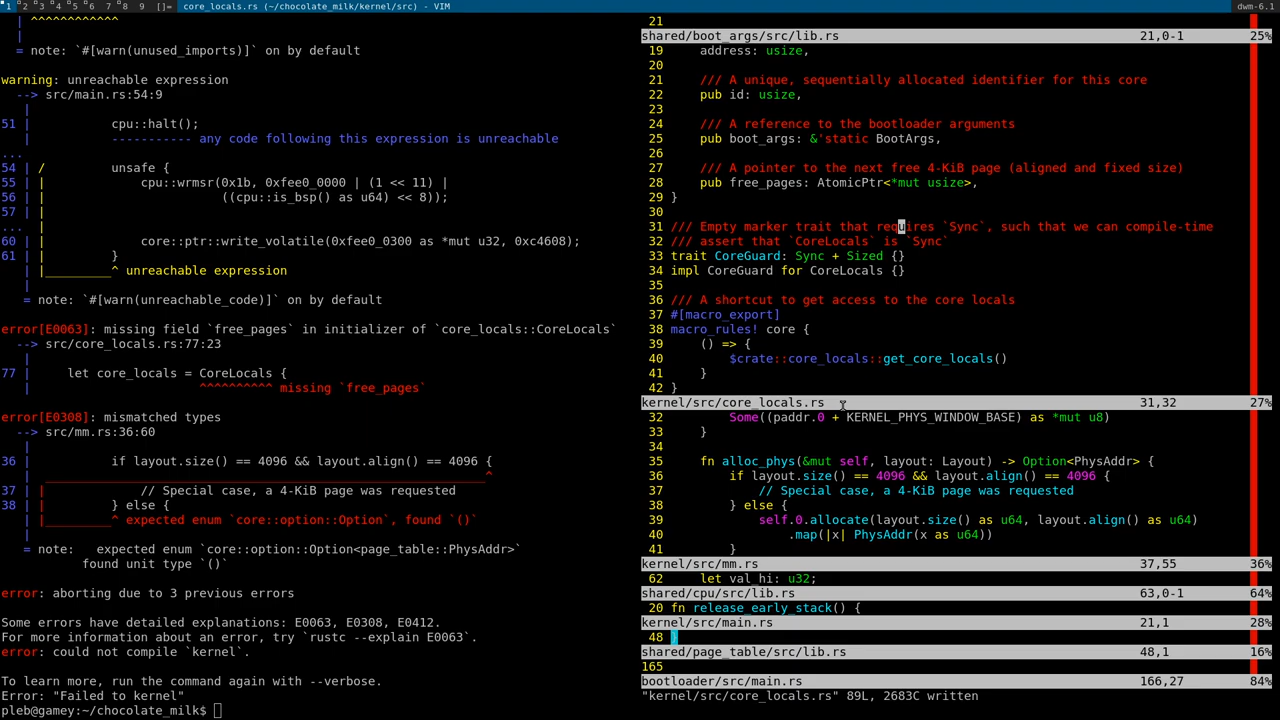 1 2 3 4 5 6 7 8 9 []= core_locals.rs (~/chocolate_milk/kernel/src) - VIM dwm-6.1
| ^^^^^^^^^^^^
|
= note: `#[warn(unused_imports)]` on by default
warning: unreachable expression
--> src/main.rs:54:9
|
51 | cpu::halt();
| ----------- any code following this expression is unreachable
...
54 | / unsafe {
55 | | cpu::wrmsr(0x1b, 0xfee0_0000 | (1 << 11) |
56 | | ((cpu::is_bsp() as u64) << 8));
57 | |
... |
60 | | core::ptr::write_volatile(0xfee0_0300 as *mut u32, 0xc4608);
61 | | }
| |_________^ unreachable expression
|
= note: `#[warn(unreachable_code)]` on by default
error[E0063]: missing field `free_pages` in initializer of `core_locals::CoreLocals`
--> src/core_locals.rs:77:23
|
77 | let core_locals = CoreLocals {
| ^^^^^^^^^^ missing `free_pages`
error[E0308]: mismatched types
--> src/mm.rs:36:60
|
36 | if layout.size() == 4096 && layout.align() == 4096 {
| ____________________________________________________________^
37 | | // Special case, a 4-KiB page was requested
38 | | } else {
| |_________^ expected enum `core::option::Option`, found `()`
|
= note: expected enum `core::option::Option<page_table::PhysAddr>`
found unit type `()`
error: aborting due to 3 previous errors
Some errors have detailed explanations: E0063, E0308, E0412.
For more information about an error, try `rustc --explain E0063`.
error: could not compile `kernel`.
To learn more, run the command again with --verbose.
Error: "Failed to kernel"
pleb@gamey:~/chocolate_milk$
21
shared/boot_args/src/lib.rs 21,0-1 25%
19 address: usize,
20
21 /// A unique, sequentially allocated identifier for this core
22 pub id: usize,
23
24 /// A reference to the bootloader arguments
25 pub boot_args: &'static BootArgs,
26
27 /// A pointer to the next free 4-KiB page (aligned and fixed size)
28 pub free_pages: AtomicPtr<*mut usize>,
29 }
30
31 /// Empty marker trait that requires `Sync`, such that we can compile-time
32 /// assert that `CoreLocals` is `Sync`
33 trait CoreGuard: Sync + Sized {}
34 impl CoreGuard for CoreLocals {}
35
36 /// A shortcut to get access to the core locals
37 #[macro_export]
38 macro_rules! core {
39 () => {
40 $crate::core_locals::get_core_locals()
41 }
42 }
kernel/src/core_locals.rs 31,32 27%
32 Some((paddr.0 + KERNEL_PHYS_WINDOW_BASE) as *mut u8)
33 }
34
35 fn alloc_phys(&mut self, layout: Layout) -> Option<PhysAddr> {
36 if layout.size() == 4096 && layout.align() == 4096 {
37 // Special case, a 4-KiB page was requested
38 } else {
39 self.0.allocate(layout.size() as u64, layout.align() as u64)
40 .map(|x| PhysAddr(x as u64))
41 }
kernel/src/mm.rs 37,55 36%
62 let val_hi: u32;
shared/cpu/src/lib.rs 63,0-1 64%
20 fn release_early_stack() {
kernel/src/main.rs 21,1 28%
48 }
shared/page_table/src/lib.rs 48,1 16%
165
bootloader/src/main.rs 166,27 84%
"kernel/src/core_locals.rs" 89L, 2683C written